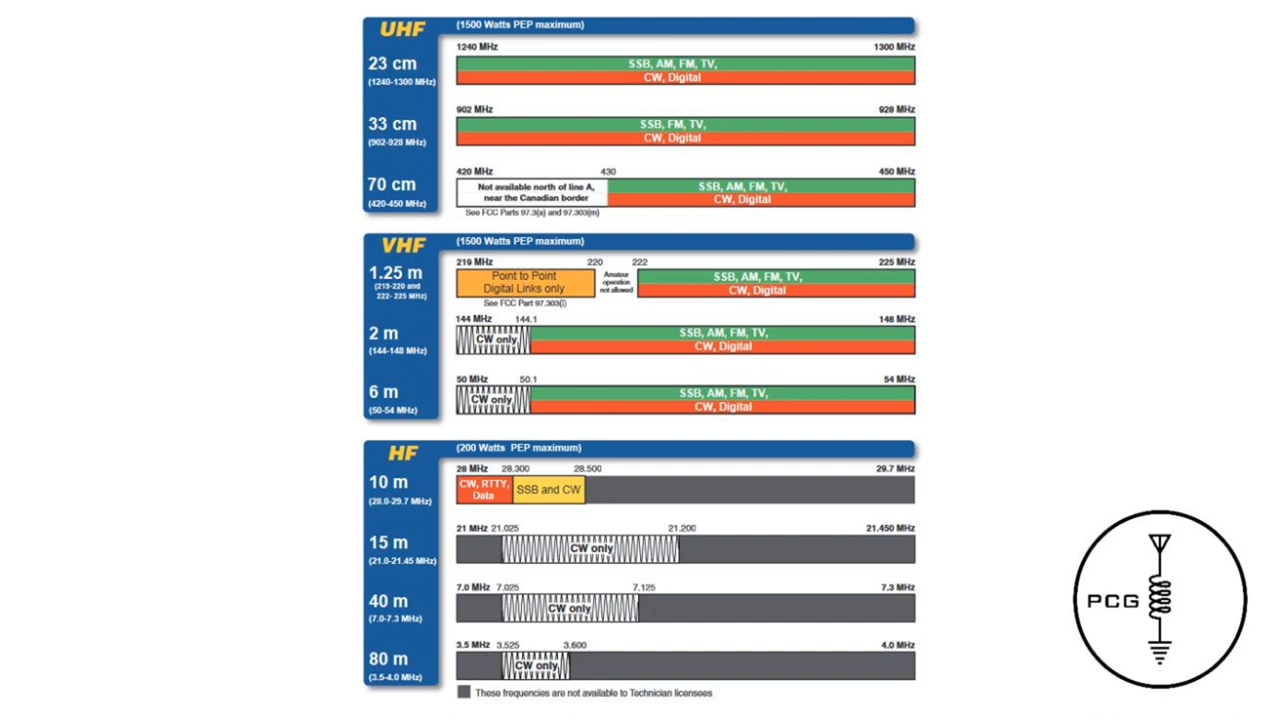 UHF (1500 Watts PEP maximum)
1240 MHz 1300 MHz
23 cm
(1240-1300 MHz)
SSB, AM, FM, TV,
CW, Digital
902 MHz 928 MHz
33 cm
(902-928 MHz)
SSB, FM, TV,
CW, Digital
420 MHz 430 450 MHz
70 cm
(420-450 MHz)
Not available north of line A,
near the Canadian border
SSB, AM, FM, TV,
CW, Digital
See FCC Parts 97.3(a) and 97.303(m)
VHF (1500 Watts PEP maximum)
219 MHz 220 222 225 MHz
1.25 m
(219-220 and
222- 225 MHz)
Point to Point
Digital Links only
Amateur
operation
not allowed
SSB, AM, FM, TV,
CW, Digital
See FCC Part 97.303(l)
144 MHz 144.1 148 MHz
2 m
(144-148 MHz)
CW only
SSB, AM, FM, TV,
CW, Digital
50 MHz 50.1 54 MHz
6 m
(50-54 MHz)
CW only
SSB, AM, FM, TV,
CW, Digital
HF (200 Watts PEP maximum)
28 MHz 28.300 28.500 29.7 MHz
10 m
(28.0-29.7 MHz)
CW, RTTY,
Data
SSB and CW
21 MHz 21.025 21.200 21.450 MHz
15 m
(21.0-21.45 MHz)
CW only
7.0 MHz 7.025 7.125 7.3 MHz
40 m
(7.0-7.3 MHz)
CW only
3.5 MHz 3.525 3.600 4.0 MHz
80 m
(3.5-4.0 MHz)
CW only
These frequencies are not available to Technician licensees
PCG